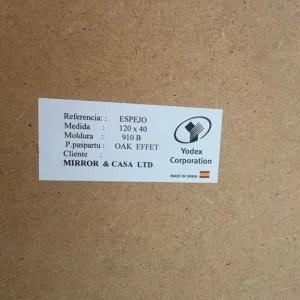 Referencia: : ESPEJO
Medida : 120 x 40
Moldura : 910 B
P.paspartu : OAK EFFET
Cliente :
MIRROR & CASA LTD
Yodex
Corporation
MADE IN SPAIN